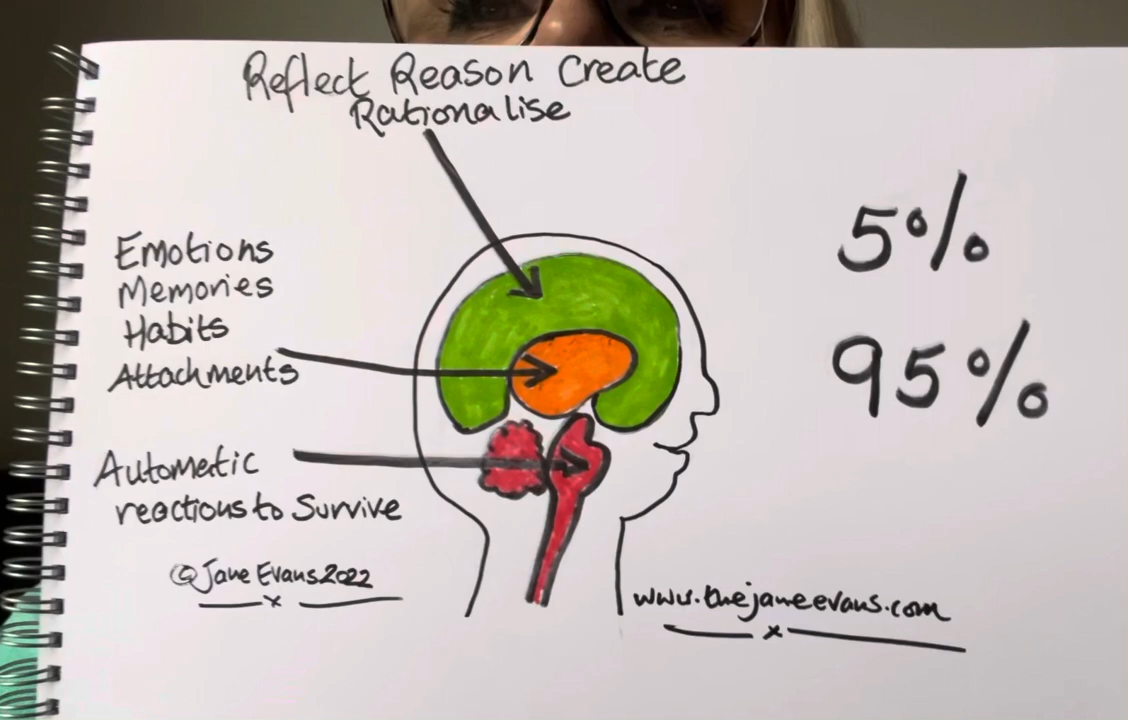 Reflect Reason Create
Rationalise
Emotions
Memories
Habits
Attachments
Automatic
reactions to Survive
5%
95%
©Jane Evans 2022
www.thejaneevans.com